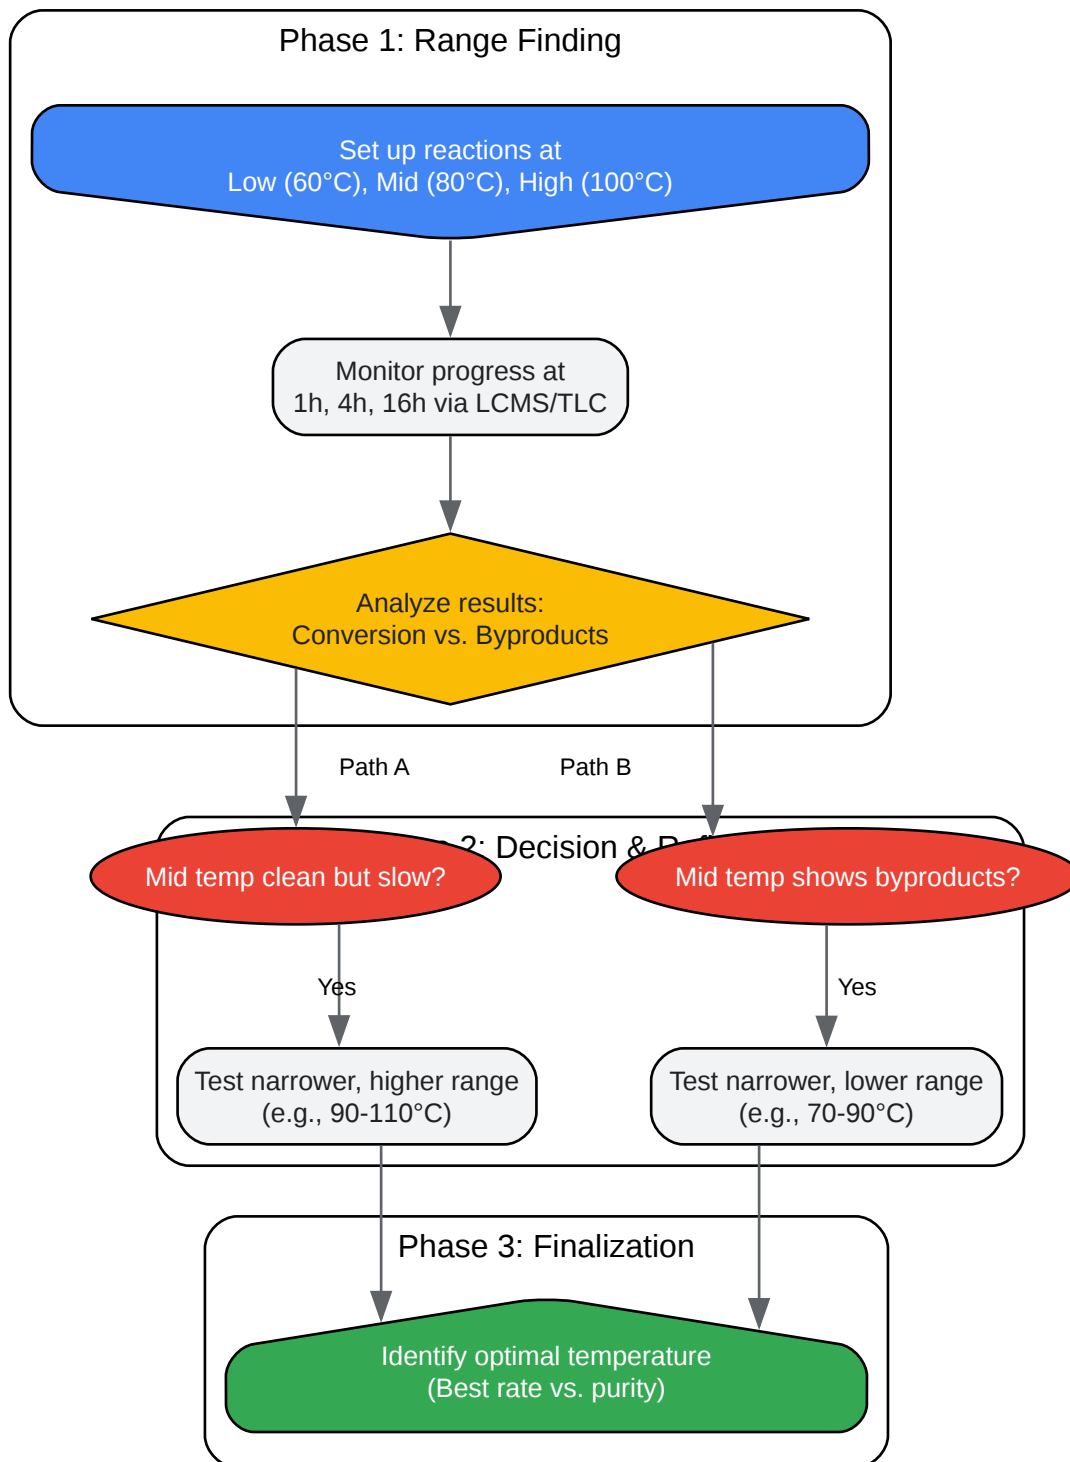 Phase 1: Range Finding
Set up reactions at
Low (60°C), Mid (80°C), High (100°C)
Monitor progress at
1h, 4h, 16h via LCMS/TLC
Analyze results:
Conversion vs. Byproducts
Path A
Path B
2: Decision &
Mid temp clean but slow?
Mid temp shows byproducts?
Yes
Yes
Test narrower, higher range
(e.g., 90-110°C)
Test narrower, lower range
(e.g., 70-90°C)
Phase 3: Finalization
Identify optimal temperature
(Best rate vs. purity)